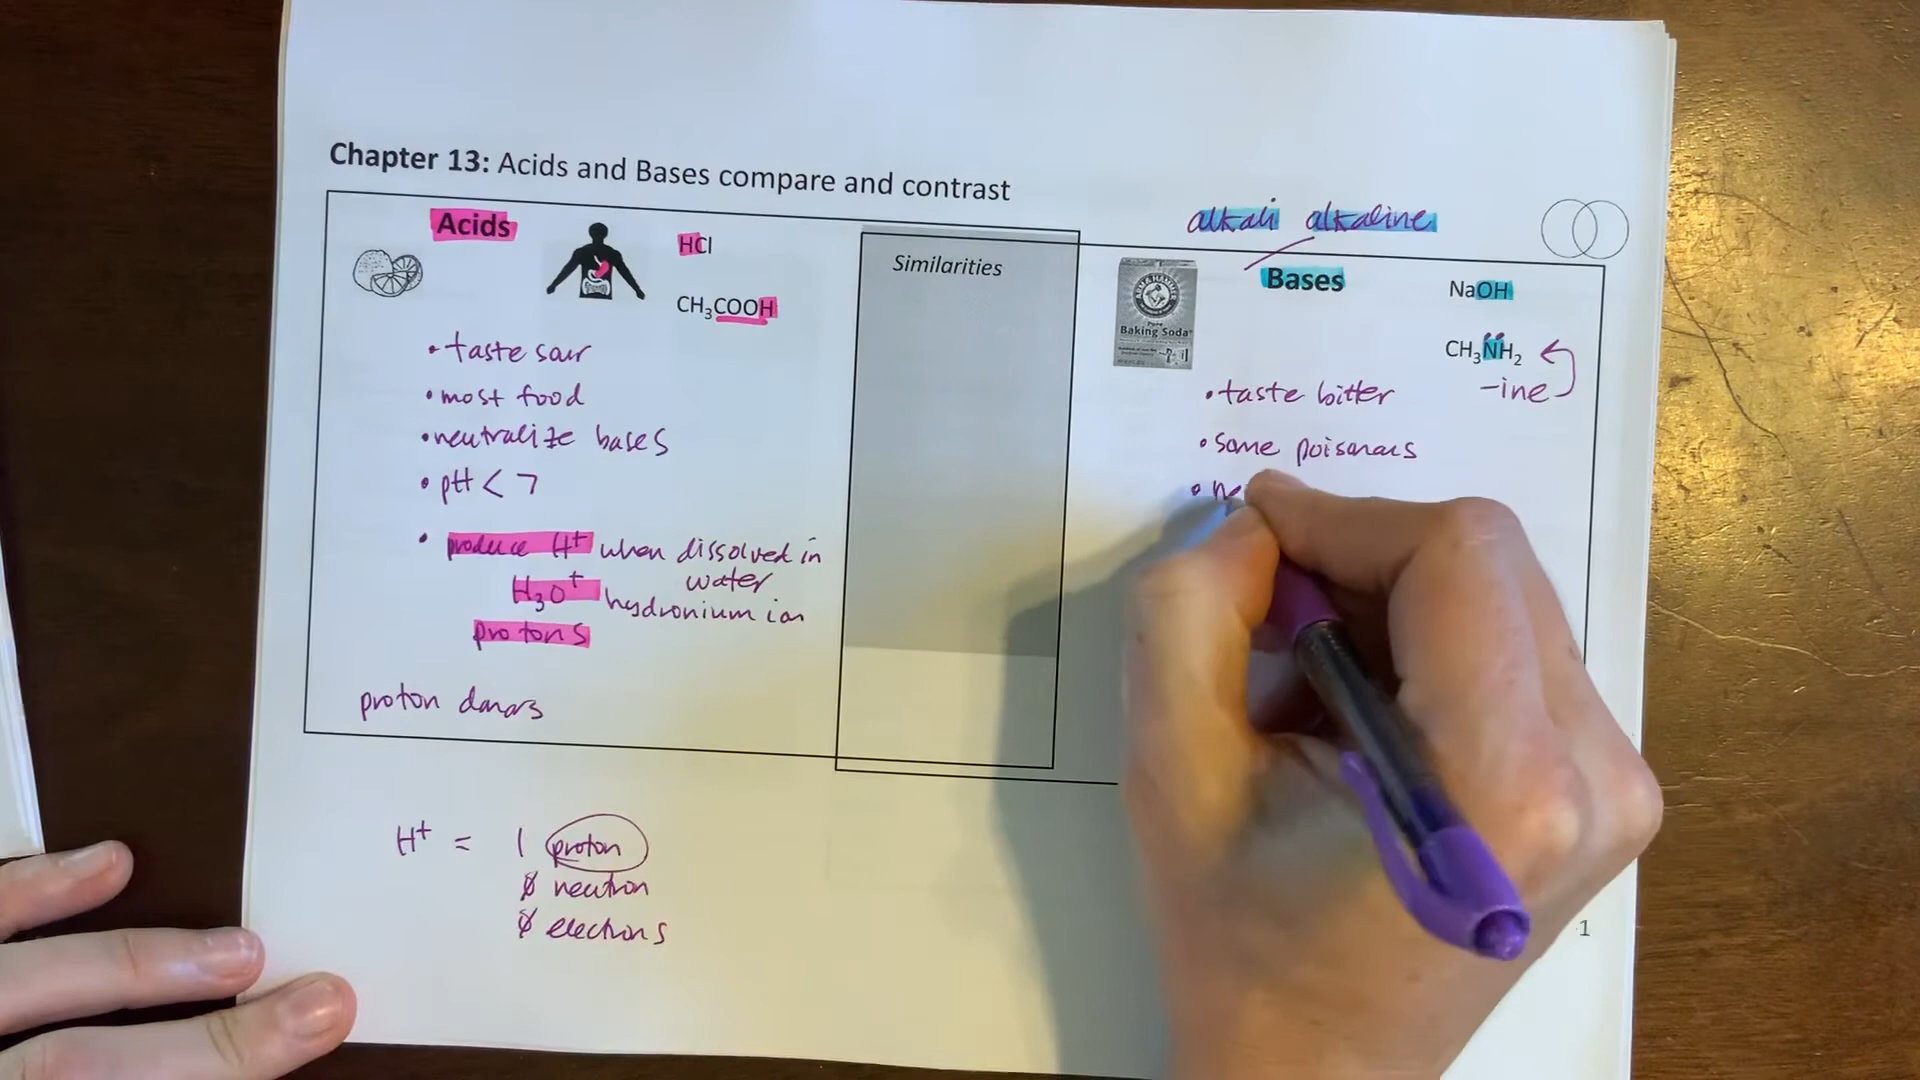 Chapter 13: Acids and Bases compare and contrast
Acids
HCl
CH₃COOH
• taste sour
• most food
• neutralize bases
• pH < 7
• produce H⁺ when dissolved in
water
H₃O⁺ hydronium ion
protons
proton donors
Similarities
alkali alkaline
Bases
NaOH
CH₃NH₂
-ine
Pure
Baking Soda
• taste bitter
• some poisonous
• ne
H⁺ = 1 proton
0 neutron
0 electrons
1